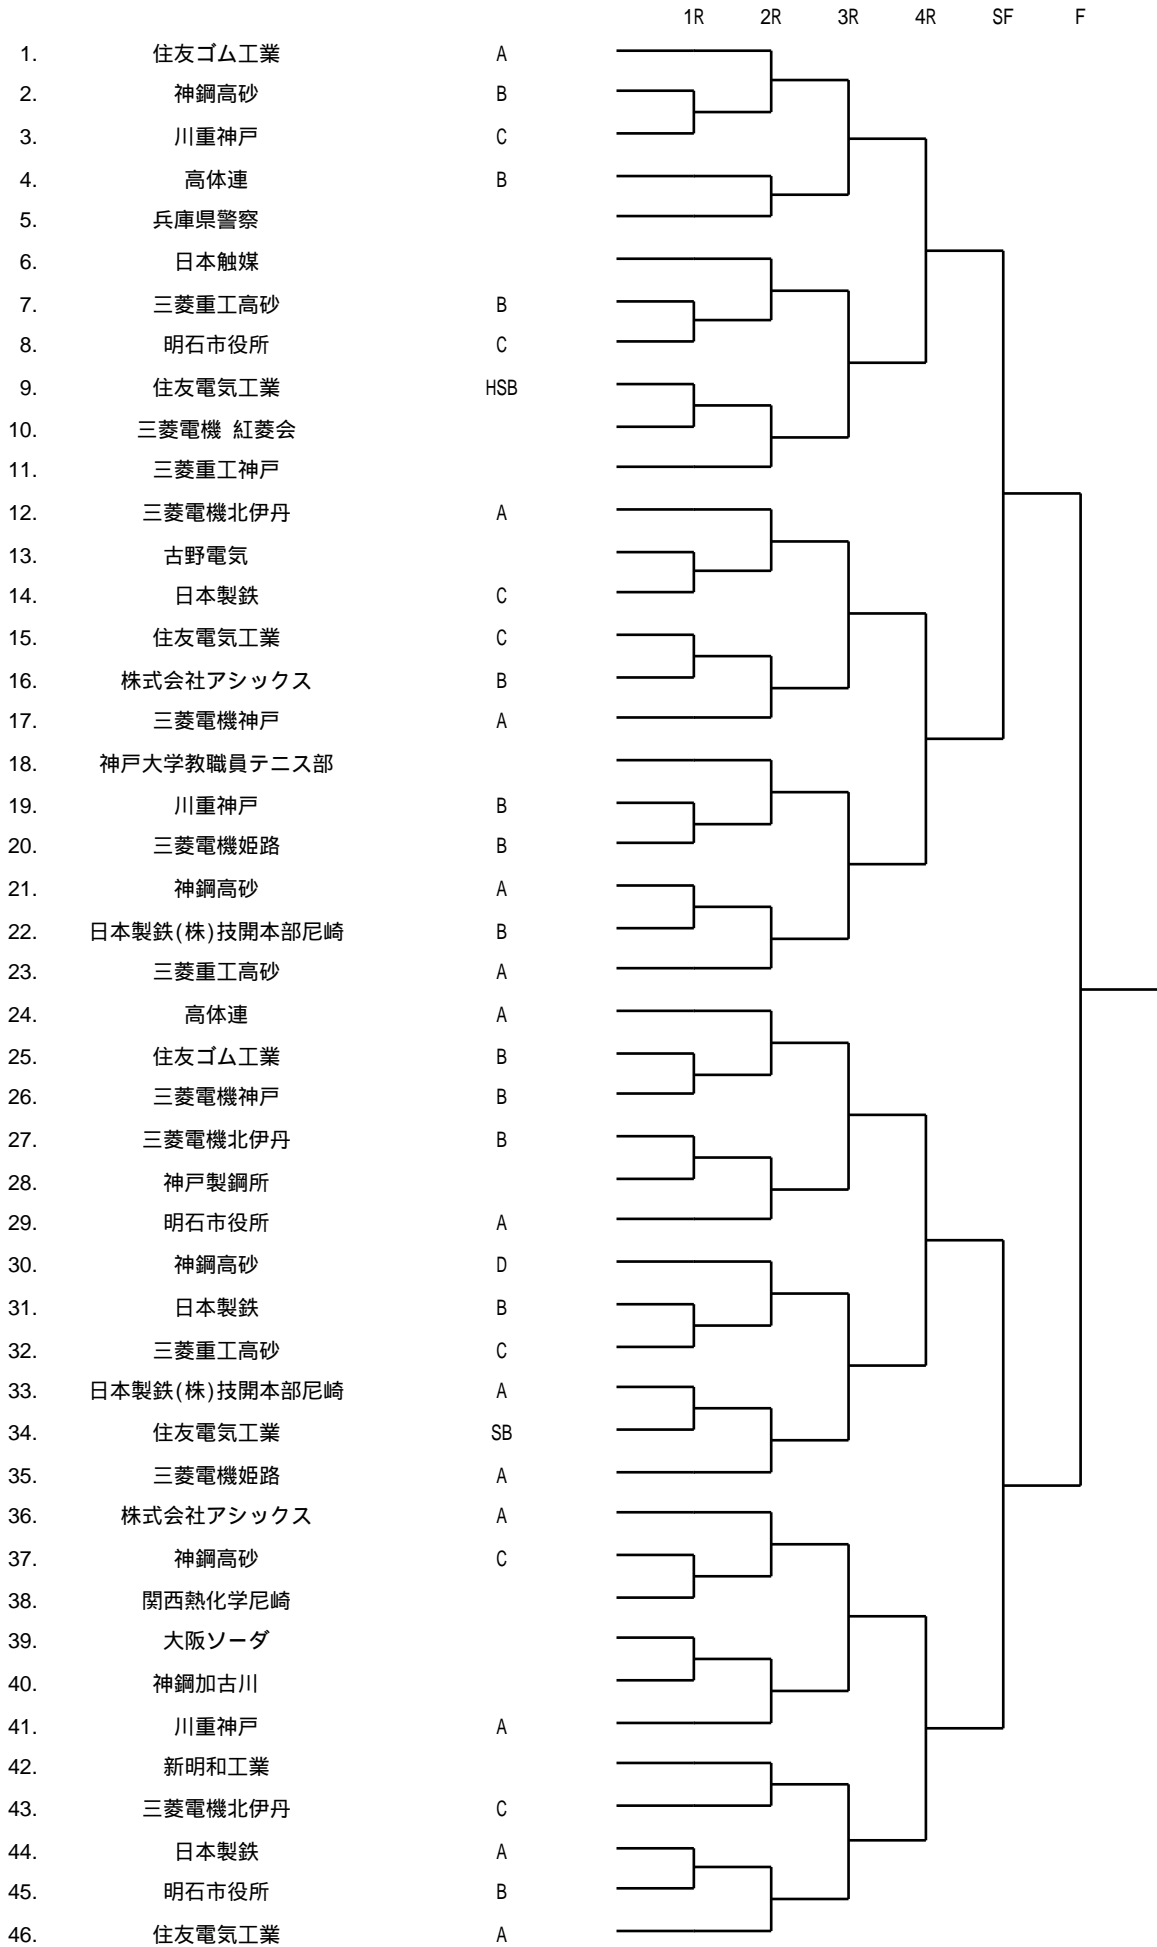 1R 2R 3R 4R SF F
1. 住友ゴム工業 A
2. 神鋼高砂 B
3. 川重神戸 C
4. 高体連 B
5. 兵庫県警察
6. 日本触媒
7. 三菱重工高砂 B
8. 明石市役所 C
9. 住友電気工業 HSB
10. 三菱電機 紅菱会
11. 三菱重工神戸
12. 三菱電機北伊丹 A
13. 古野電気
14. 日本製鉄 C
15. 住友電気工業 C
16. 株式会社アシックス B
17. 三菱電機神戸 A
18. 神戸大学教職員テニス部
19. 川重神戸 B
20. 三菱電機姫路 B
21. 神鋼高砂 A
22. 日本製鉄(株)技開本部尼崎 B
23. 三菱重工高砂 A
24. 高体連 A
25. 住友ゴム工業 B
26. 三菱電機神戸 B
27. 三菱電機北伊丹 B
28. 神戸製鋼所
29. 明石市役所 A
30. 神鋼高砂 D
31. 日本製鉄 B
32. 三菱重工高砂 C
33. 日本製鉄(株)技開本部尼崎 A
34. 住友電気工業 SB
35. 三菱電機姫路 A
36. 株式会社アシックス A
37. 神鋼高砂 C
38. 関西熱化学尼崎
39. 大阪ソーダ
40. 神鋼加古川
41. 川重神戸 A
42. 新明和工業
43. 三菱電機北伊丹 C
44. 日本製鉄 A
45. 明石市役所 B
46. 住友電気工業 A